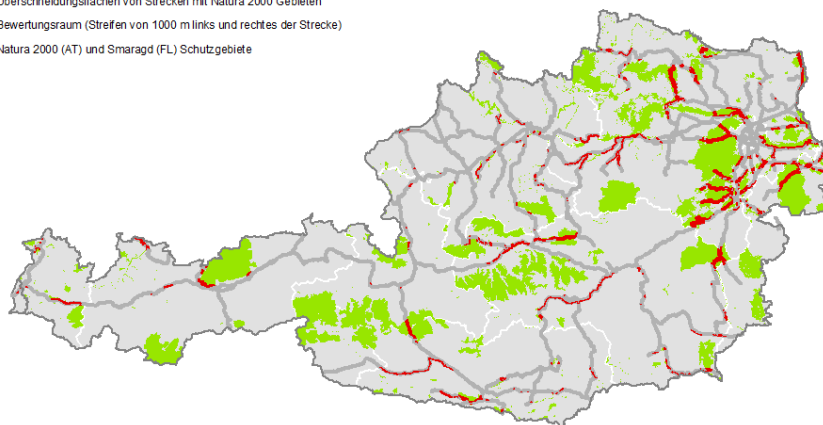 Überschneidungsflächen von Strecken mit Natura 2000 Gebieten
Bewertungsraum (Streifen von 1000 m links und rechtes der Strecke)
Natura 2000 (AT) und Smaragd (FL) Schutzgebiete